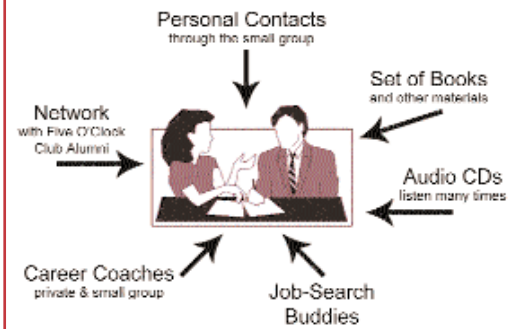 Personal Contacts
through the small group
Set of Books
and other materials
Network
with Five O'Clock
Club Alumni
Audio CDs
listen many times
Career Coaches
private & small group
Job-Search
Buddies